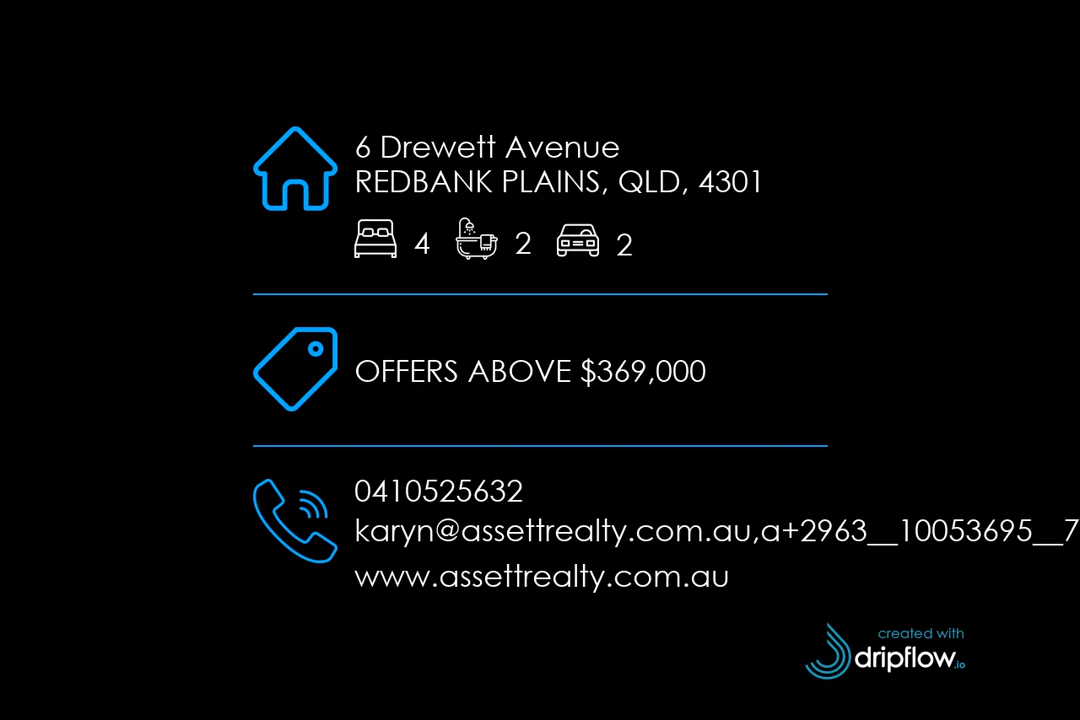 6 Drewett Avenue
REDBANK PLAINS, QLD, 4301
4 2 2
OFFERS ABOVE $369,000
0410525632
karyn@assettrealty.com.au,a+2963__10053695__7
www.assettrealty.com.au
created with
dripflow.io